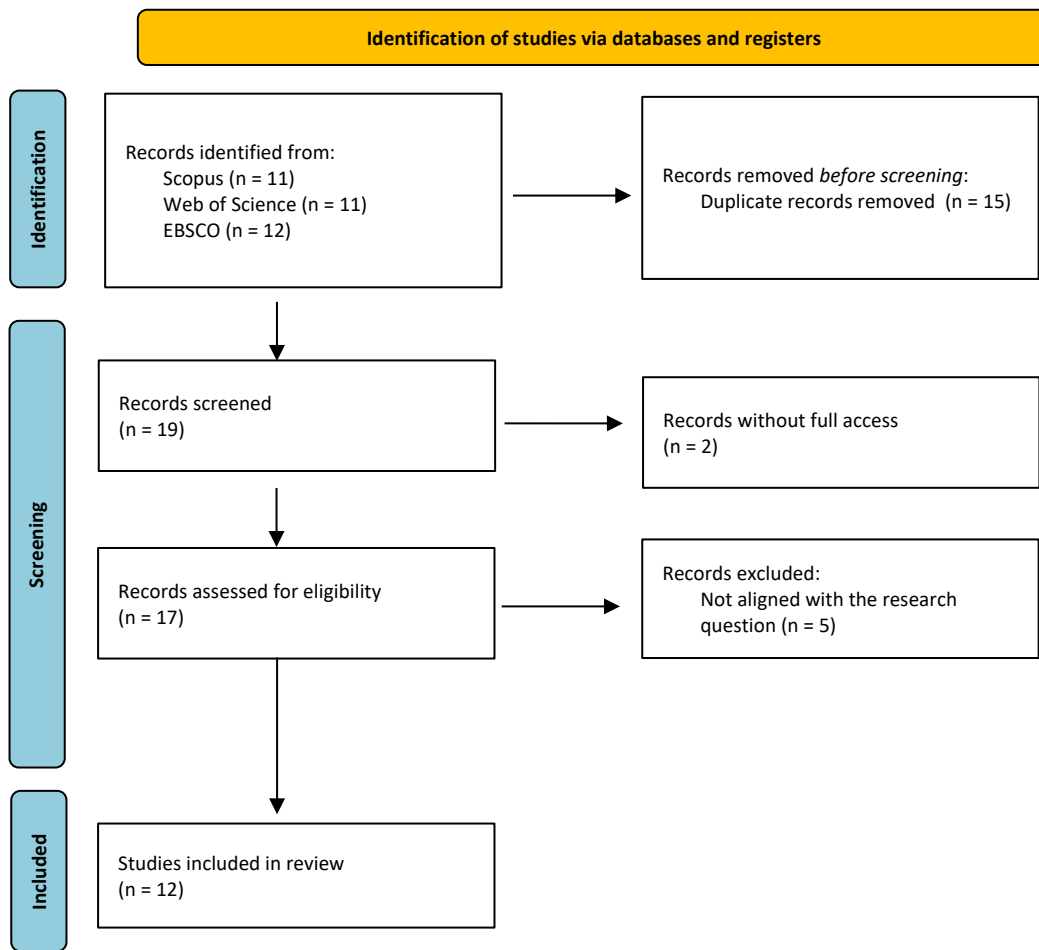 Identification of studies via databases and registers
Identification
Records identified from:
Scopus (n = 11)
Web of Science (n = 11)
EBSCO (n = 12)
Records removed before screening:
Duplicate records removed  (n = 15)
Screening
Records screened
(n = 19)
Records without full access
(n = 2)
Records assessed for eligibility
(n = 17)
Records excluded:
Not aligned with the research
question (n = 5)
Included
Studies included in review
(n = 12)